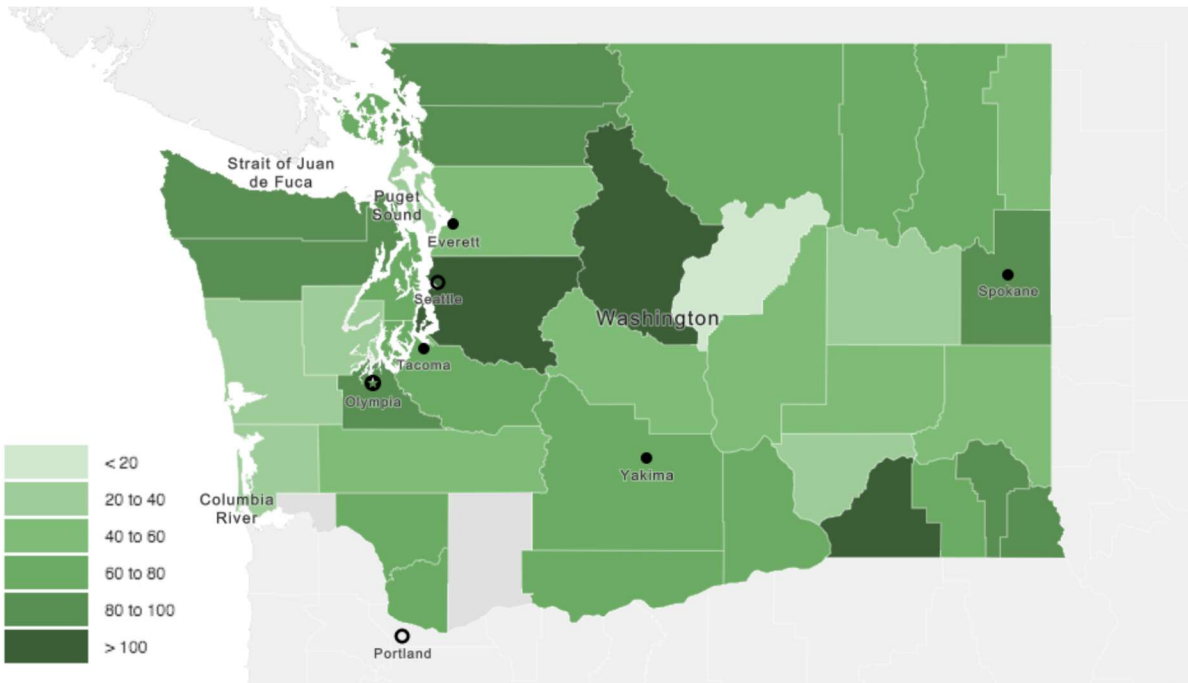 Strait of Juan
de Fuca
Puget
Sound
Everett
Seattle
Washington
Spokane
Tacoma
Olympia
Yakima
Columbia
River
Portland
< 20
20 to 40
40 to 60
60 to 80
80 to 100
> 100